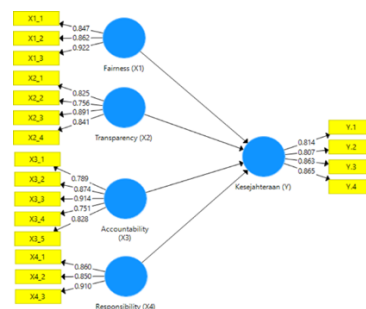 X1_1
0.847
X1_2
0.862
X1_3
0.922
Fairness (X1)
X2_1
0.825
X2_2
0.756
X2_3
0.891
X2_4
0.841
Transparency (X2)
X3_1
0.789
X3_2
0.874
X3_3
0.914
X3_4
0.751
X3_5
0.828
Accountability
(X3)
X4_1
0.860
X4_2
0.850
X4_3
0.910
Responsibility (X4)
Kesejahteraan (Y)
0.814
Y.1
0.807
Y.2
0.863
Y.3
0.865
Y.4